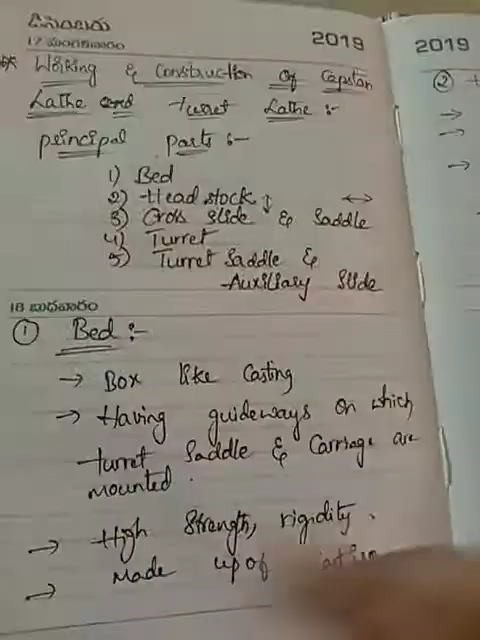 డిసెంబరు
17 మంగళవారం 2019
* Working & Construction Of Capstan
Lathe and turret Lathe :-
principal parts :-
1) Bed
2) Head stock
3) Cross slide ↕ & Saddle ↔
4) Turret
5) Turret Saddle &
Auxiliary Slide
18 బుధవారం
① Bed :-
→ Box like Casting
→ Having guideways on which
turret Saddle & Carriage are
mounted.
→ High Strength, rigidity.
→ Made up of
2019
②
→
→
→